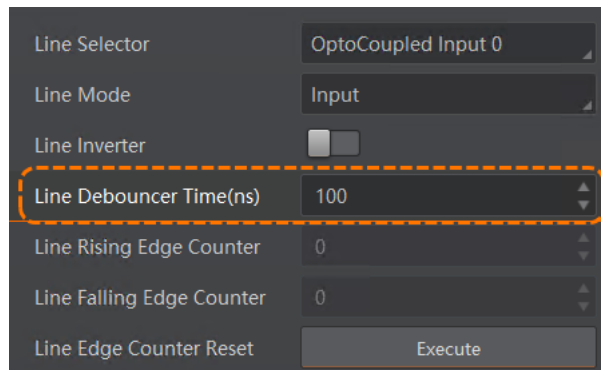 Line Selector OptoCoupled Input 0
Line Mode Input
Line Inverter
Line Debouncer Time(ns) 100
Line Rising Edge Counter 0
Line Falling Edge Counter 0
Line Edge Counter Reset Execute